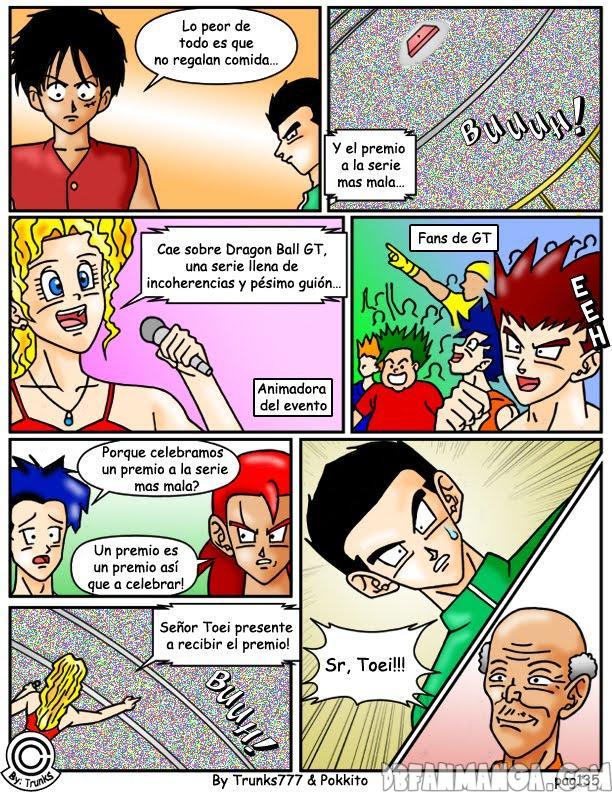 Lo peor de
todo es que
no regalan comida...
BUUUH!
Y el premio
a la serie
mas mala...
Cae sobre Dragon Ball GT,
una serie llena de
incoherencias y pésimo guión...
Animadora
del evento
Fans de GT
EEH
Porque celebramos
un premio a la serie
mas mala?
Un premio es
un premio así
que a celebrar!
Sr, Toei!!!
Señor Toei presente
a recibir el premio!
BUUUH!
©
By: TrunkS
By Trunks777 & Pokkito
DBFANMANGA.COM
pag135